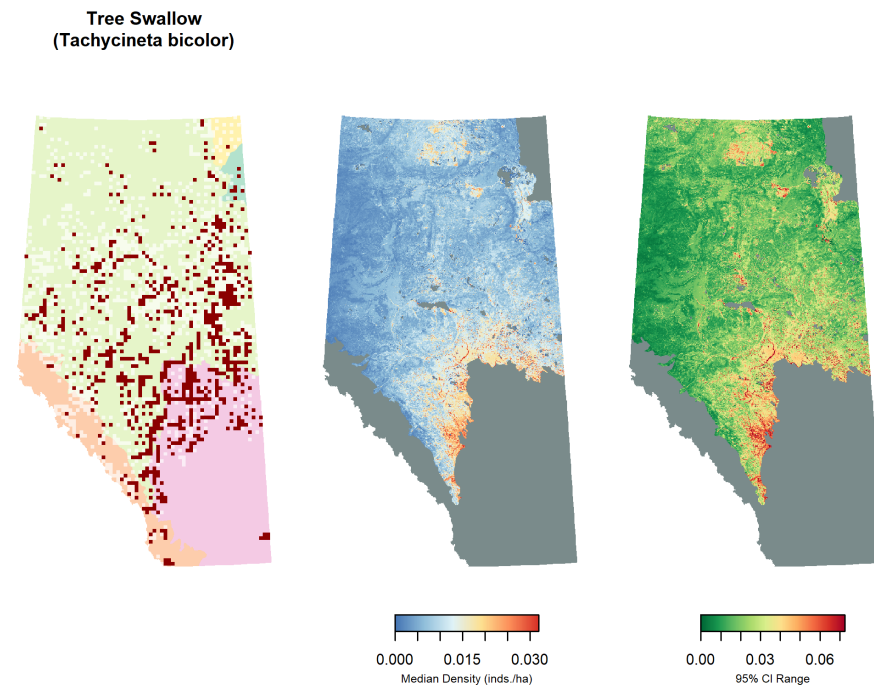 Tree Swallow
(Tachycineta bicolor)
0.000 0.015 0.030
Median Density (inds./ha)
0.00 0.03 0.06
95% CI Range